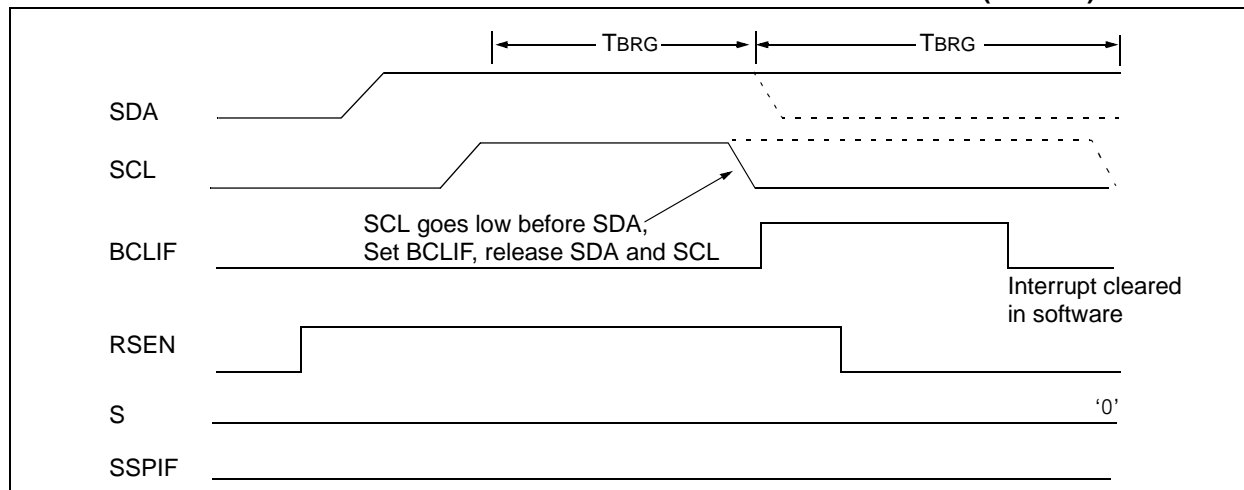 TBRG TBRG
SDA
SCL
SCL goes low before SDA,
Set BCLIF, release SDA and SCL
BCLIF
Interrupt cleared
in software
RSEN
S
‘0’
SSPIF